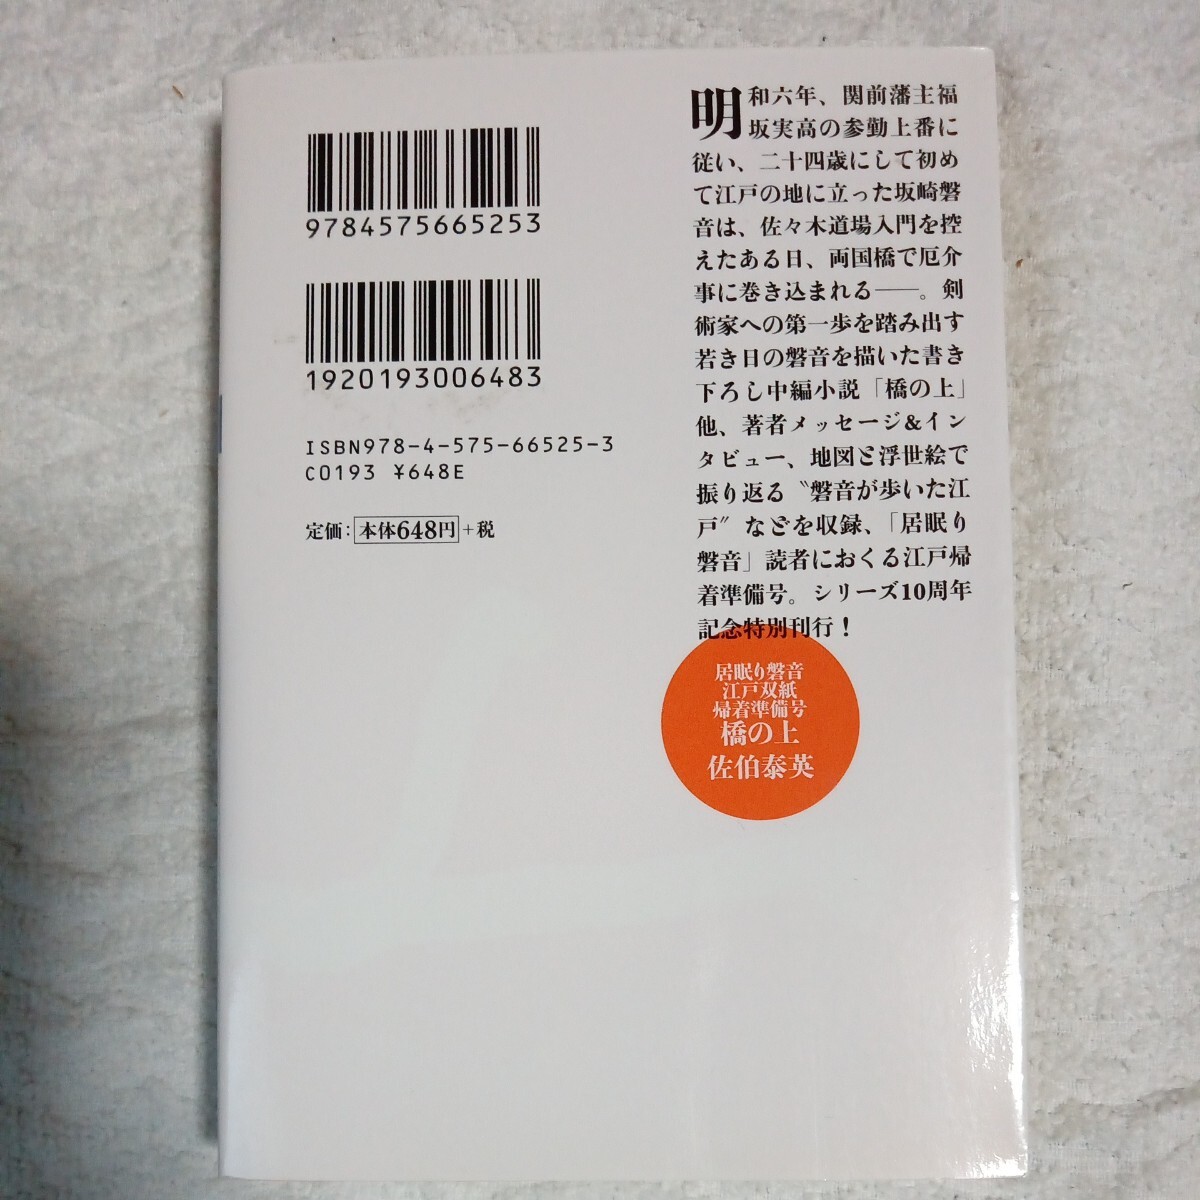 9784575665253
1920193006483
ISBN978-4-575-66525-3
C0193 ¥648E
定価:本体648円+税
明和六年、関前藩主福
坂実高の参勤上番に
従い、二十四歳にして初め
て江戸の地に立った坂崎磐
音は、佐々木道場入門を控
えたある日、両国橋で厄介
事に巻き込まれる──。剣
術家への第一歩を踏み出す
若き日の磐音を描いた書き
下ろし中編小説「橋の上」
他、著者メッセージ&イン
タビュー、地図と浮世絵で
振り返る〝磐音が歩いた江
戸〟などを収録、「居眠り
磐音」読者におくる江戸帰
着準備号。シリーズ10周年
記念特別刊行！
居眠り磐音
江戸双紙
帰着準備号
橋の上
佐伯泰英